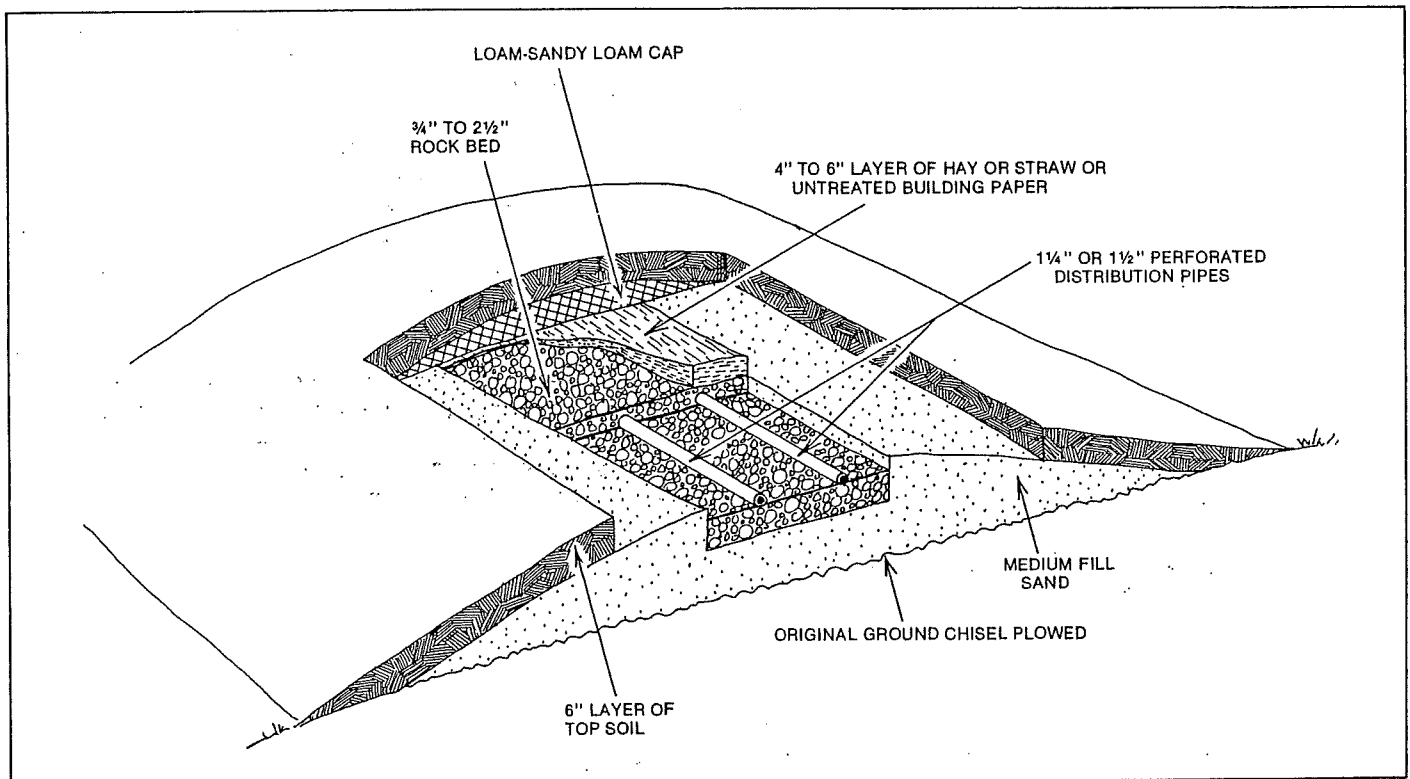 LOAM-SANDY LOAM CAP
¾" TO 2½"
ROCK BED
4" TO 6" LAYER OF HAY OR STRAW OR
UNTREATED BUILDING PAPER
1¼" OR 1½" PERFORATED
DISTRIBUTION PIPES
MEDIUM FILL
SAND
ORIGINAL GROUND CHISEL PLOWED
6" LAYER OF
TOP SOIL